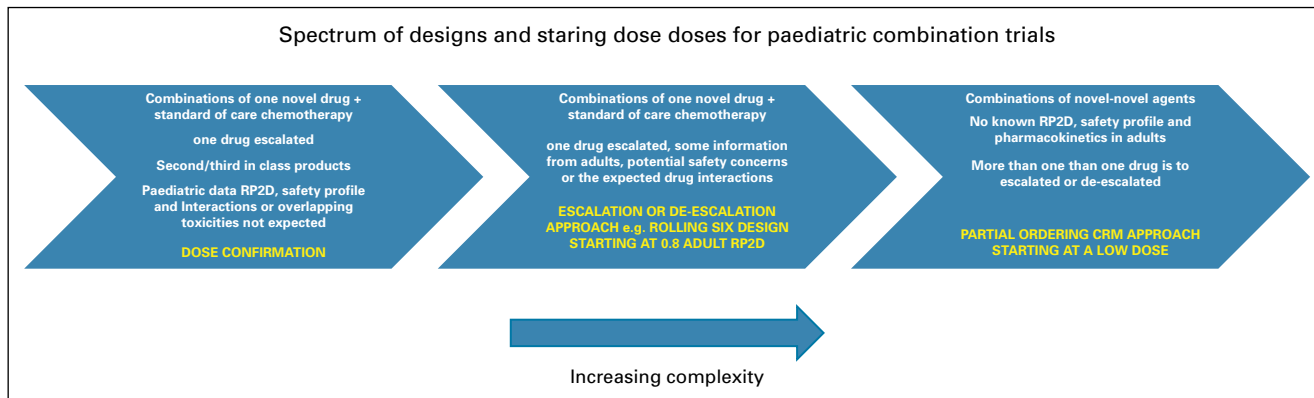 Spectrum of designs and staring dose doses for paediatric combination trials
Combinations of one novel drug +
standard of care chemotherapy
one drug escalated
Second/third in class products
Paediatric data RP2D, safety profile
and Interactions or overlapping
toxicities not expected
DOSE CONFIRMATION
Combinations of one novel drug +
standard of care chemotherapy
one drug escalated, some information
from adults, potential safety concerns
or the expected drug interactions
ESCALATION OR DE-ESCALATION
APPROACH e.g. ROLLING SIX DESIGN
STARTING AT 0.8 ADULT RP2D
Combinations of novel-novel agents
No known RP2D, safety profile and
pharmacokinetics in adults
More than one than one drug is to
escalated or de-escalated
PARTIAL ORDERING CRM APPROACH
STARTING AT A LOW DOSE
Increasing complexity